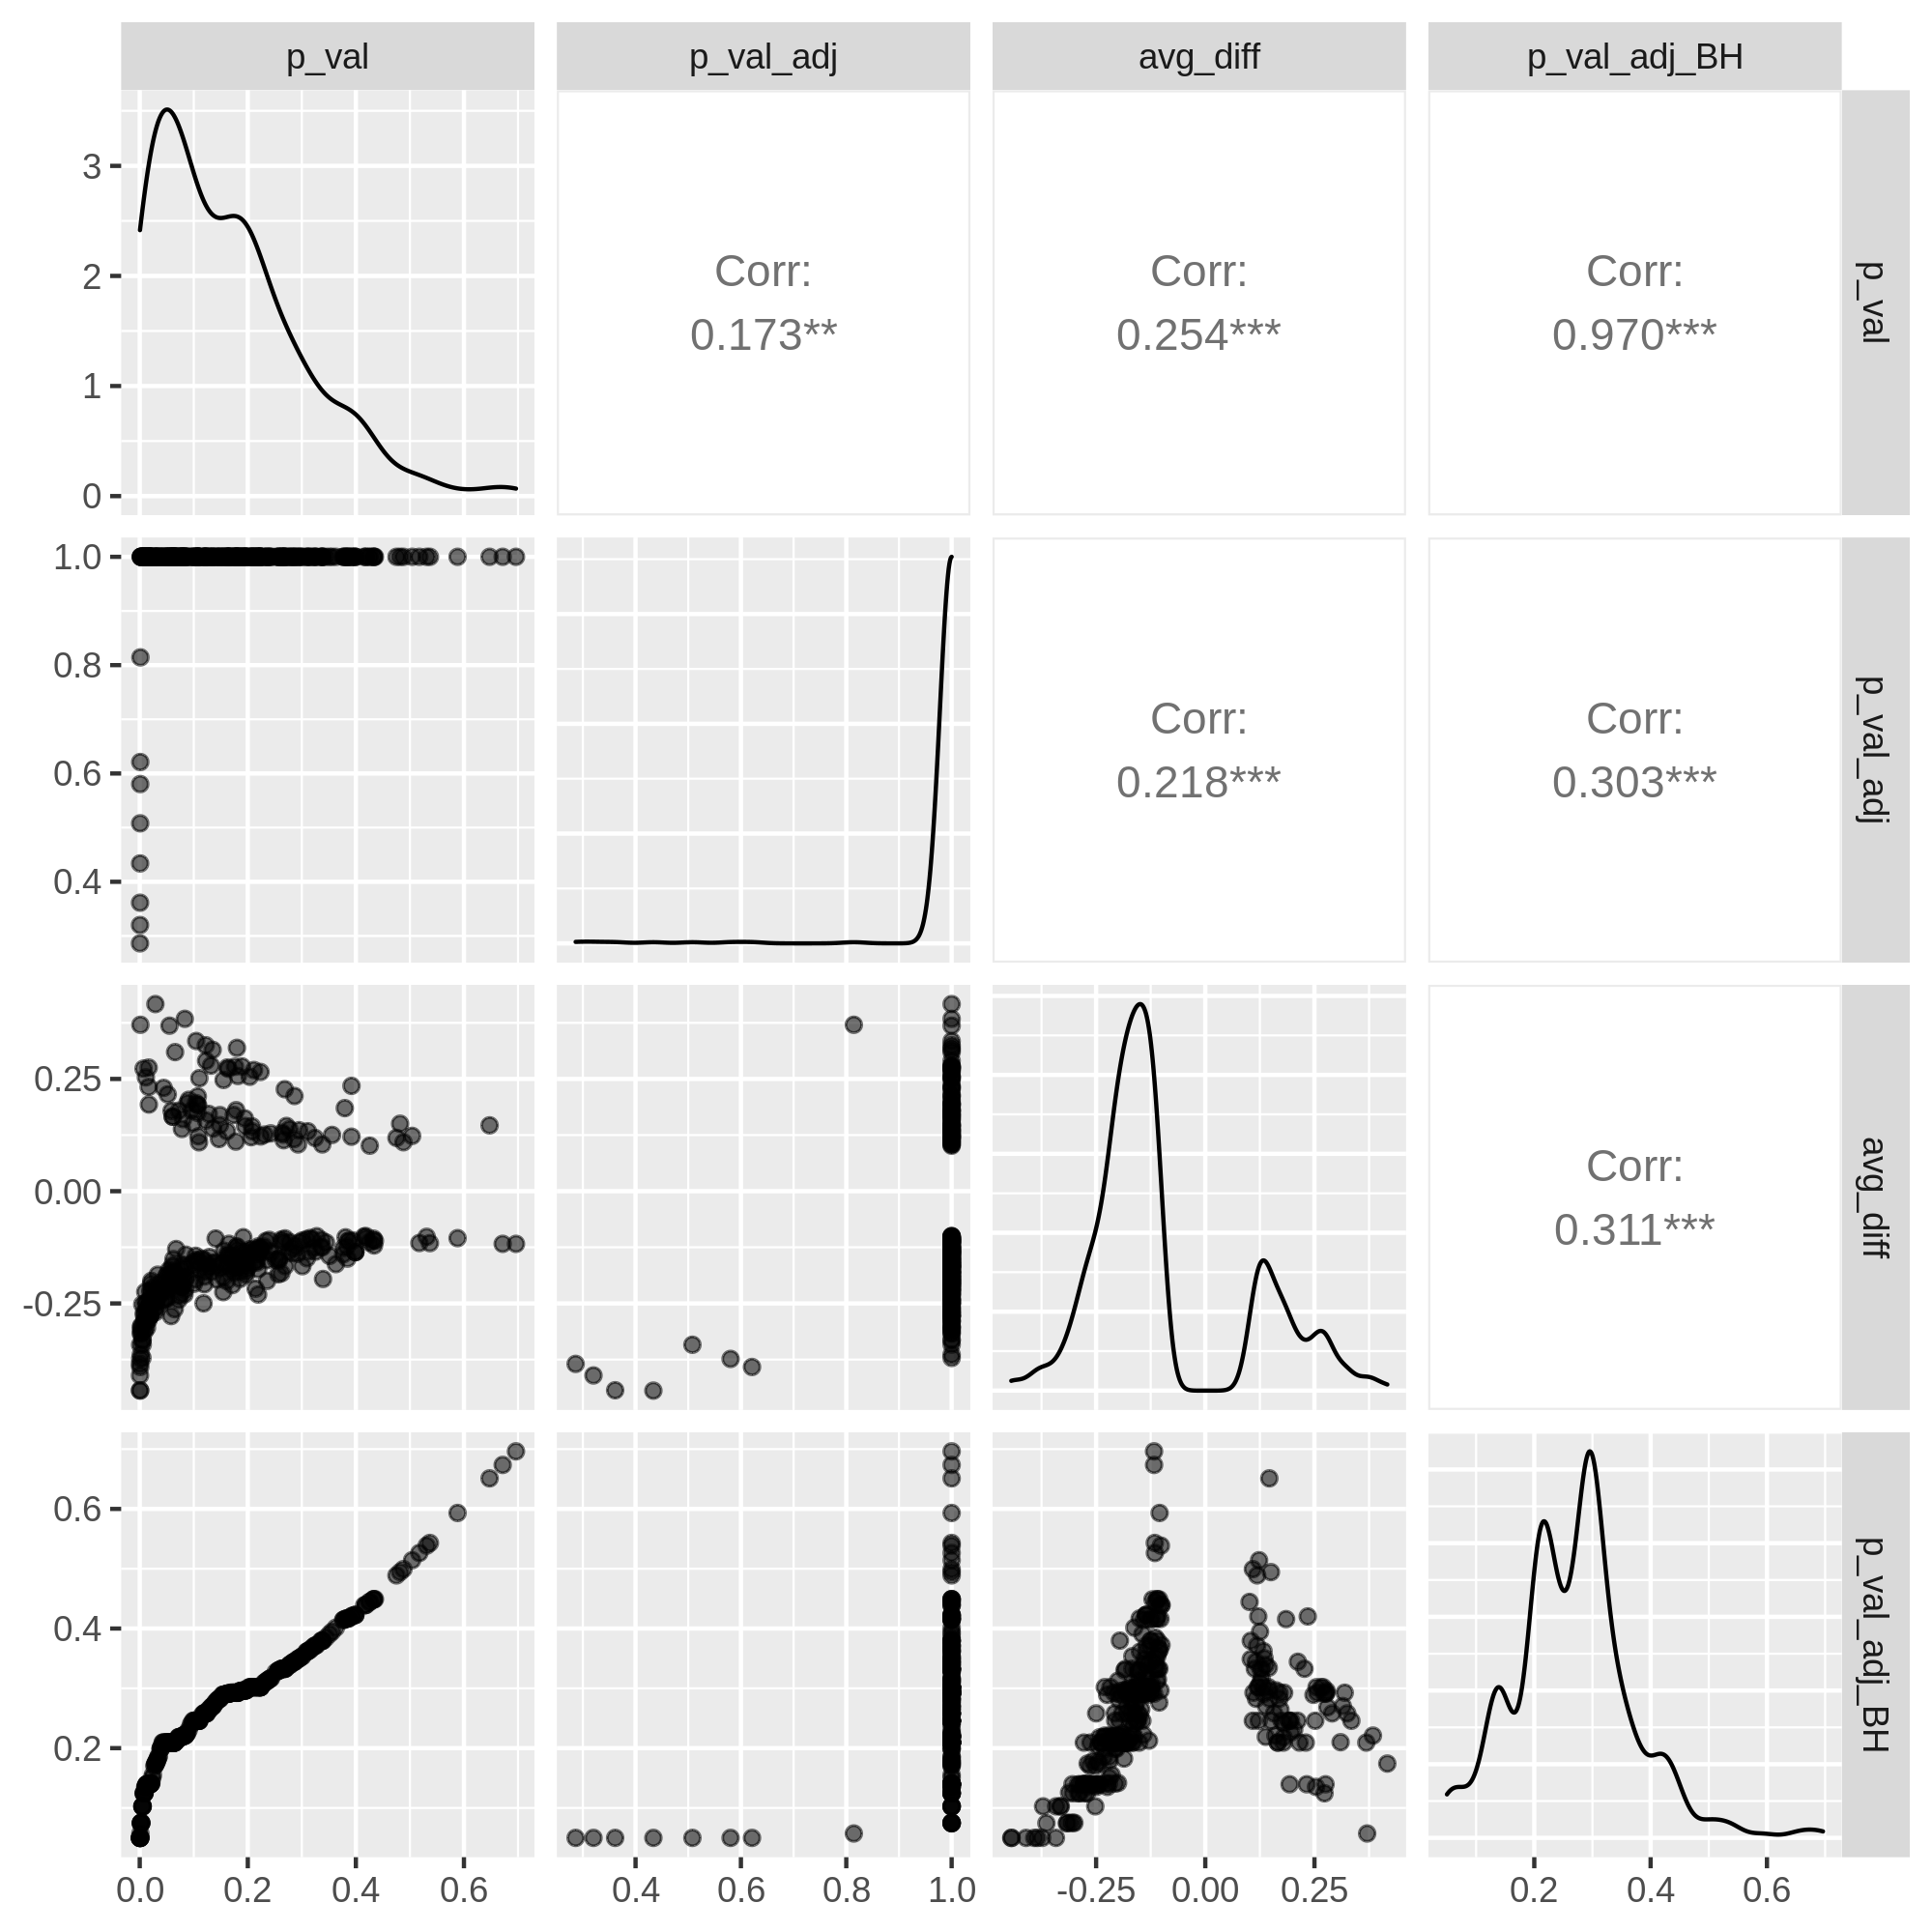 p_val
p_val_adj
avg_diff
p_val_adj_BH
3
2
1
0
Corr:
0.173**
Corr:
0.254***
Corr:
0.970***
p_val
1.0
0.8
0.6
0.4
Corr:
0.218***
Corr:
0.303***
p_val_adj
0.25
0.00
-0.25
Corr:
0.311***
avg_diff
0.6
0.4
0.2
p_val_adj_BH
0.0 0.2 0.4 0.6
0.4 0.6 0.8 1.0
-0.25 0.00 0.25
0.2 0.4 0.6